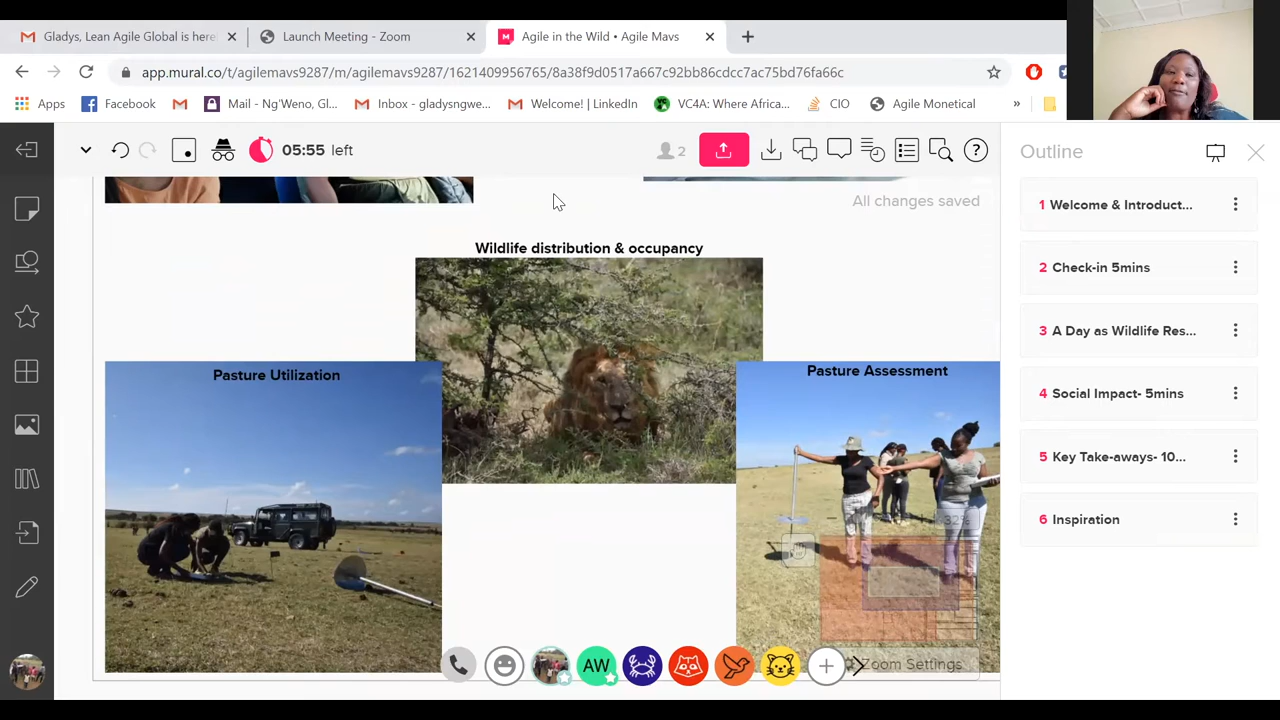 Gladys, Lean Agile Global is here
Launch Meeting - Zoom
Agile in the Wild • Agile Mavs
app.mural.co/t/agilemavs9287/m/agilemavs9287/1621409956765/8a38f9d0517a667c92bb86cdcc7ac75bd76fa66c
Apps
Facebook
Mail - Ng'Weno, Gl...
Inbox - gladysngwe...
Welcome! | LinkedIn
VC4A: Where Africa...
CIO
Agile Monetical
»
05:55 left
2
Outline
All changes saved
1 Welcome & Introduct...
2 Check-in 5mins
3 A Day as Wildlife Res...
4 Social Impact- 5mins
5 Key Take-aways- 10...
6 Inspiration
Wildlife distribution & occupancy
Pasture Utilization
Pasture Assessment
32%
AW
Zoom Settings